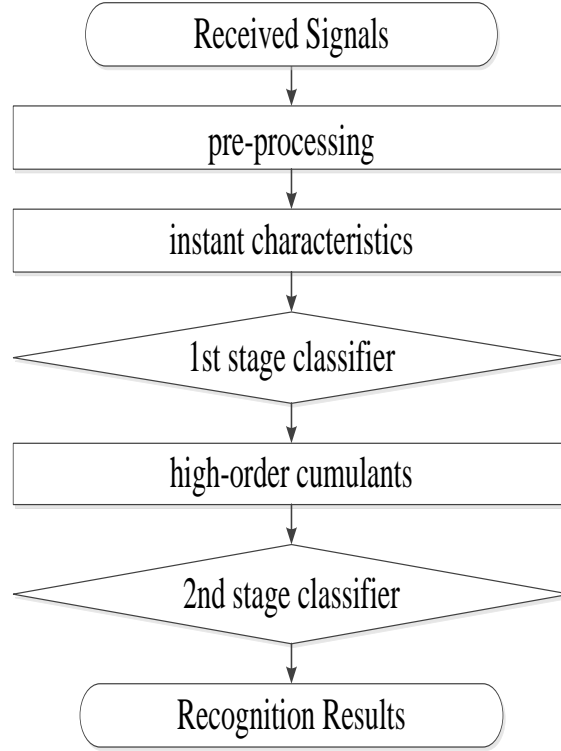 Received Signals
pre-processing
instant characteristics
1st stage classifier
high-order cumulants
2nd stage classifier
Recognition Results